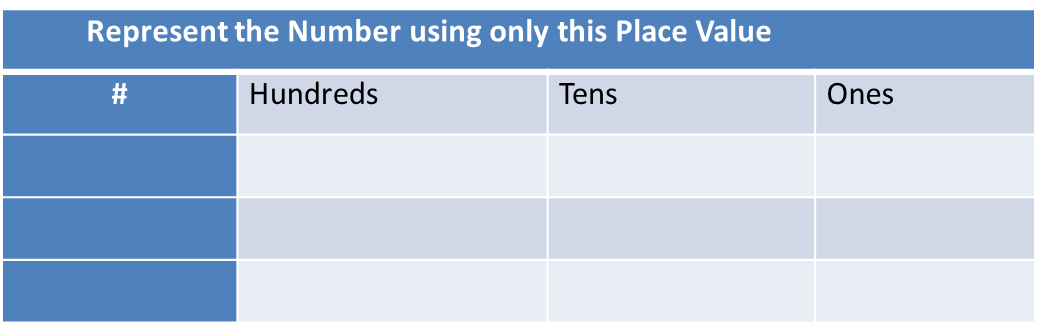 Represent the Number using only this Place Value
# Hundreds Tens Ones